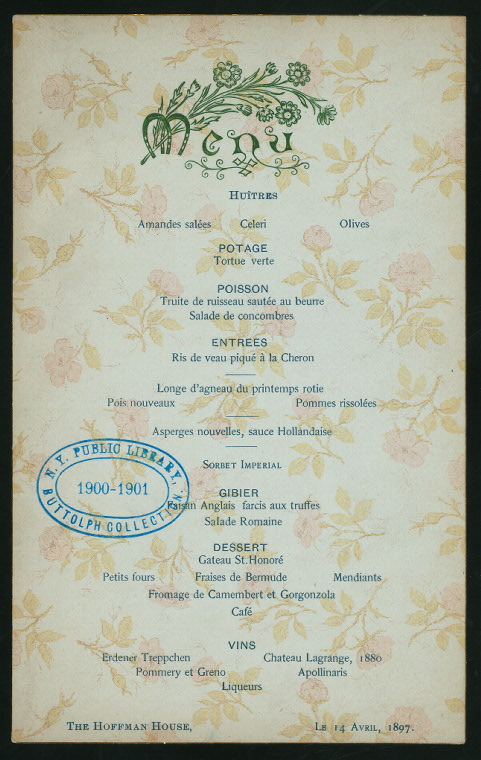 Menu
HUÎTRES
Amandes salées Celeri Olives
POTAGE
Tortue verte
POISSON
Truite de ruisseau sautée au beurre
Salade de concombres
ENTREES
Ris de veau piqué à la Cheron
Longe d'agneau du printemps rotie
Pois nouveaux Pommes rissolées
Asperges nouvelles, sauce Hollandaise
SORBET IMPERIAL
N.Y. PUBLIC LIBRARY,
1900-1901
BUTTOLPH COLLECTION.
GIBIER
Faisan Anglais farcis aux truffes
Salade Romaine
DESSERT
Gateau St.Honoré
Petits fours Fraises de Bermude Mendiants
Fromage de Camembert et Gorgonzola
Café
VINS
Erdener Treppchen Chateau Lagrange, 1880
Pommery et Greno Apollinaris
Liqueurs
THE HOFFMAN HOUSE, LE 14 AVRIL, 1897.